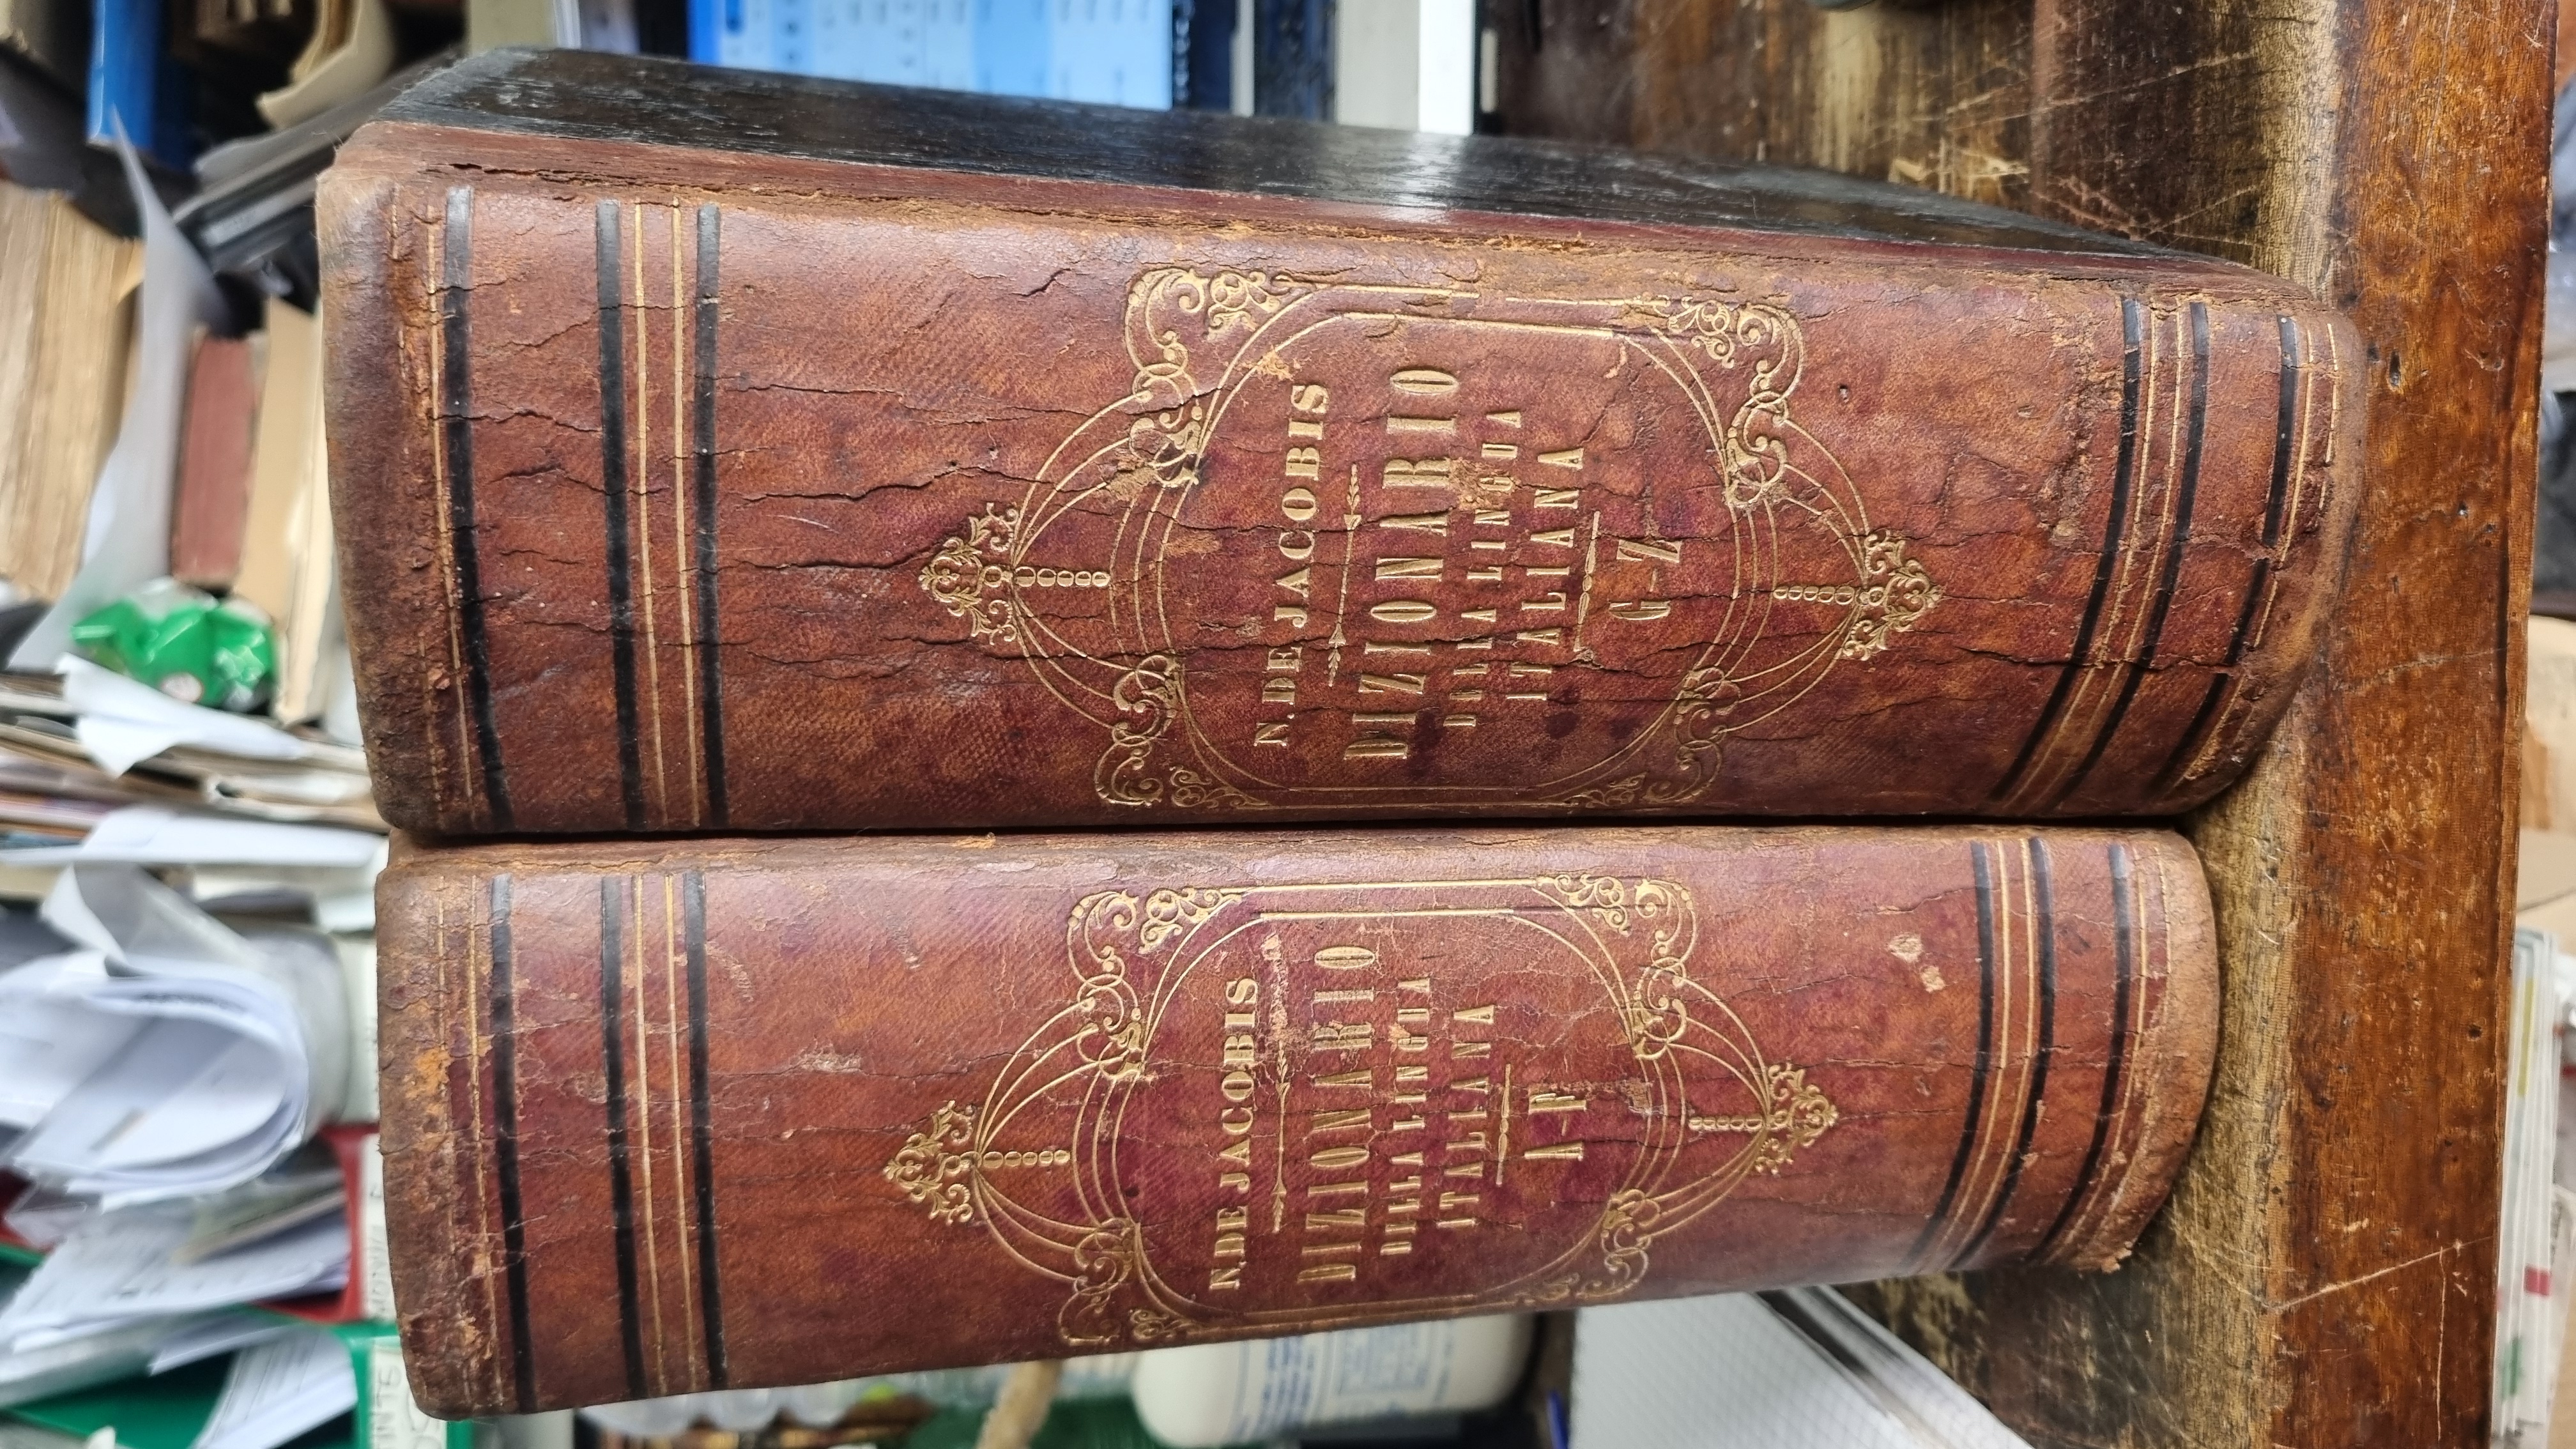 N. DE JACOBIS
DIZIONARIO
DELLA LINGUA
ITALIANA
A-F
N. DE JACOBIS
DIZIONARIO
DELLA LINGUA
ITALIANA
G-Z